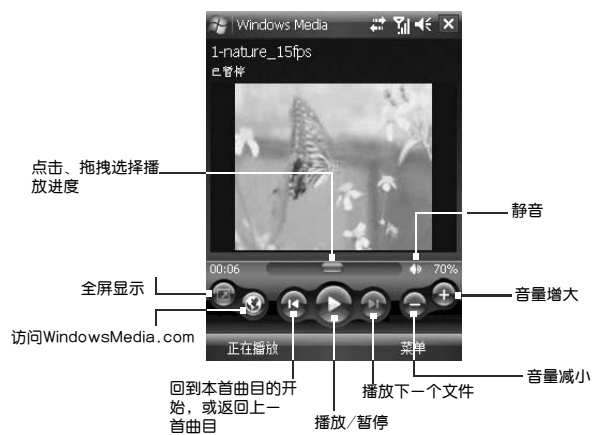 Windows Media
1-nature_15fps
已暂停
点击、拖拽选择播
放进度
静音
00:06
70%
全屏显示
音量增大
访问WindowsMedia.com
正在播放
菜单
回到本首曲目的开
始，或返回上一
首曲目
播放/暂停
播放下一个文件
音量减小